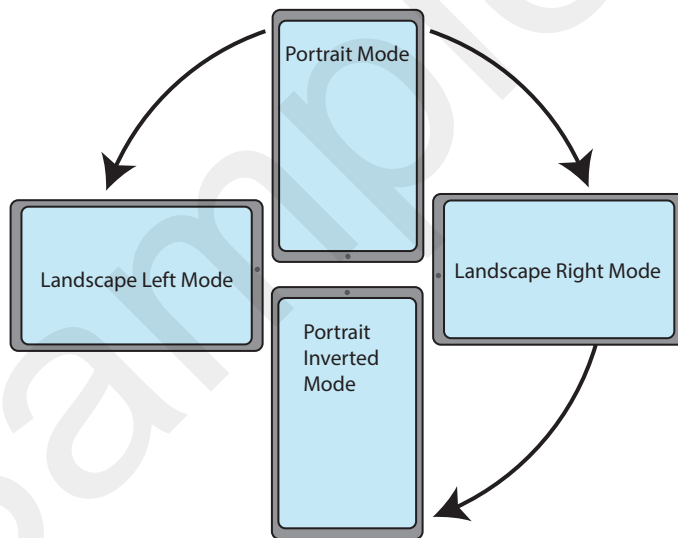 Portrait Mode
Landscape Left Mode
Landscape Right Mode
Portrait
Inverted
Mode